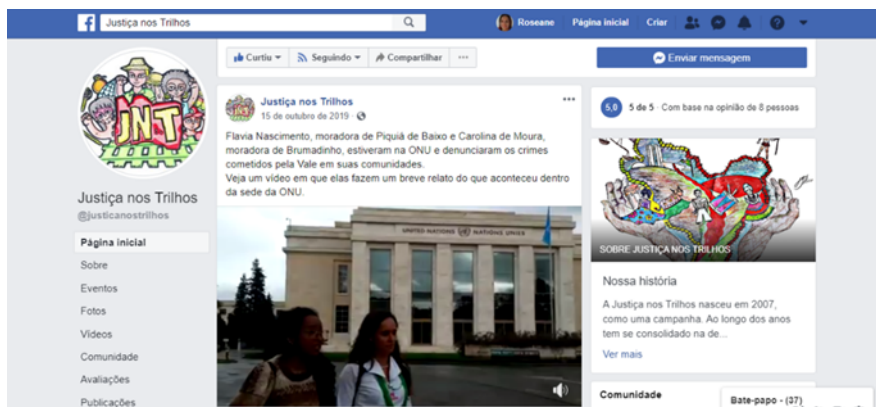 Justiça nos Trilhos
Roseane
Página inicial
Criar
Curtiu
Seguindo
Compartilhar
Enviar mensagem
JNT
Justiça nos Trilhos
@justicanostrilhos
Página inicial
Sobre
Eventos
Fotos
Vídeos
Comunidade
Avaliações
Publicações
Justiça nos Trilhos
15 de outubro de 2019
Flavia Nascimento, moradora de Piquiá de Baixo e Carolina de Moura,
moradora de Brumadinho, estiveram na ONU e denunciaram os crimes
cometidos pela Vale em suas comunidades.
Veja um vídeo em que elas fazem um breve relato do que aconteceu dentro
da sede da ONU.
UNITED NATIONS NATIONS UNIES
5,0 5 de 5 · Com base na opinião de 8 pessoas
SOBRE JUSTIÇA NOS TRILHOS
Nossa história
A Justiça nos Trilhos nasceu em 2007,
como uma campanha. Ao longo dos anos
tem se consolidado na de...
Ver mais
Comunidade
Bate-papo - (37)